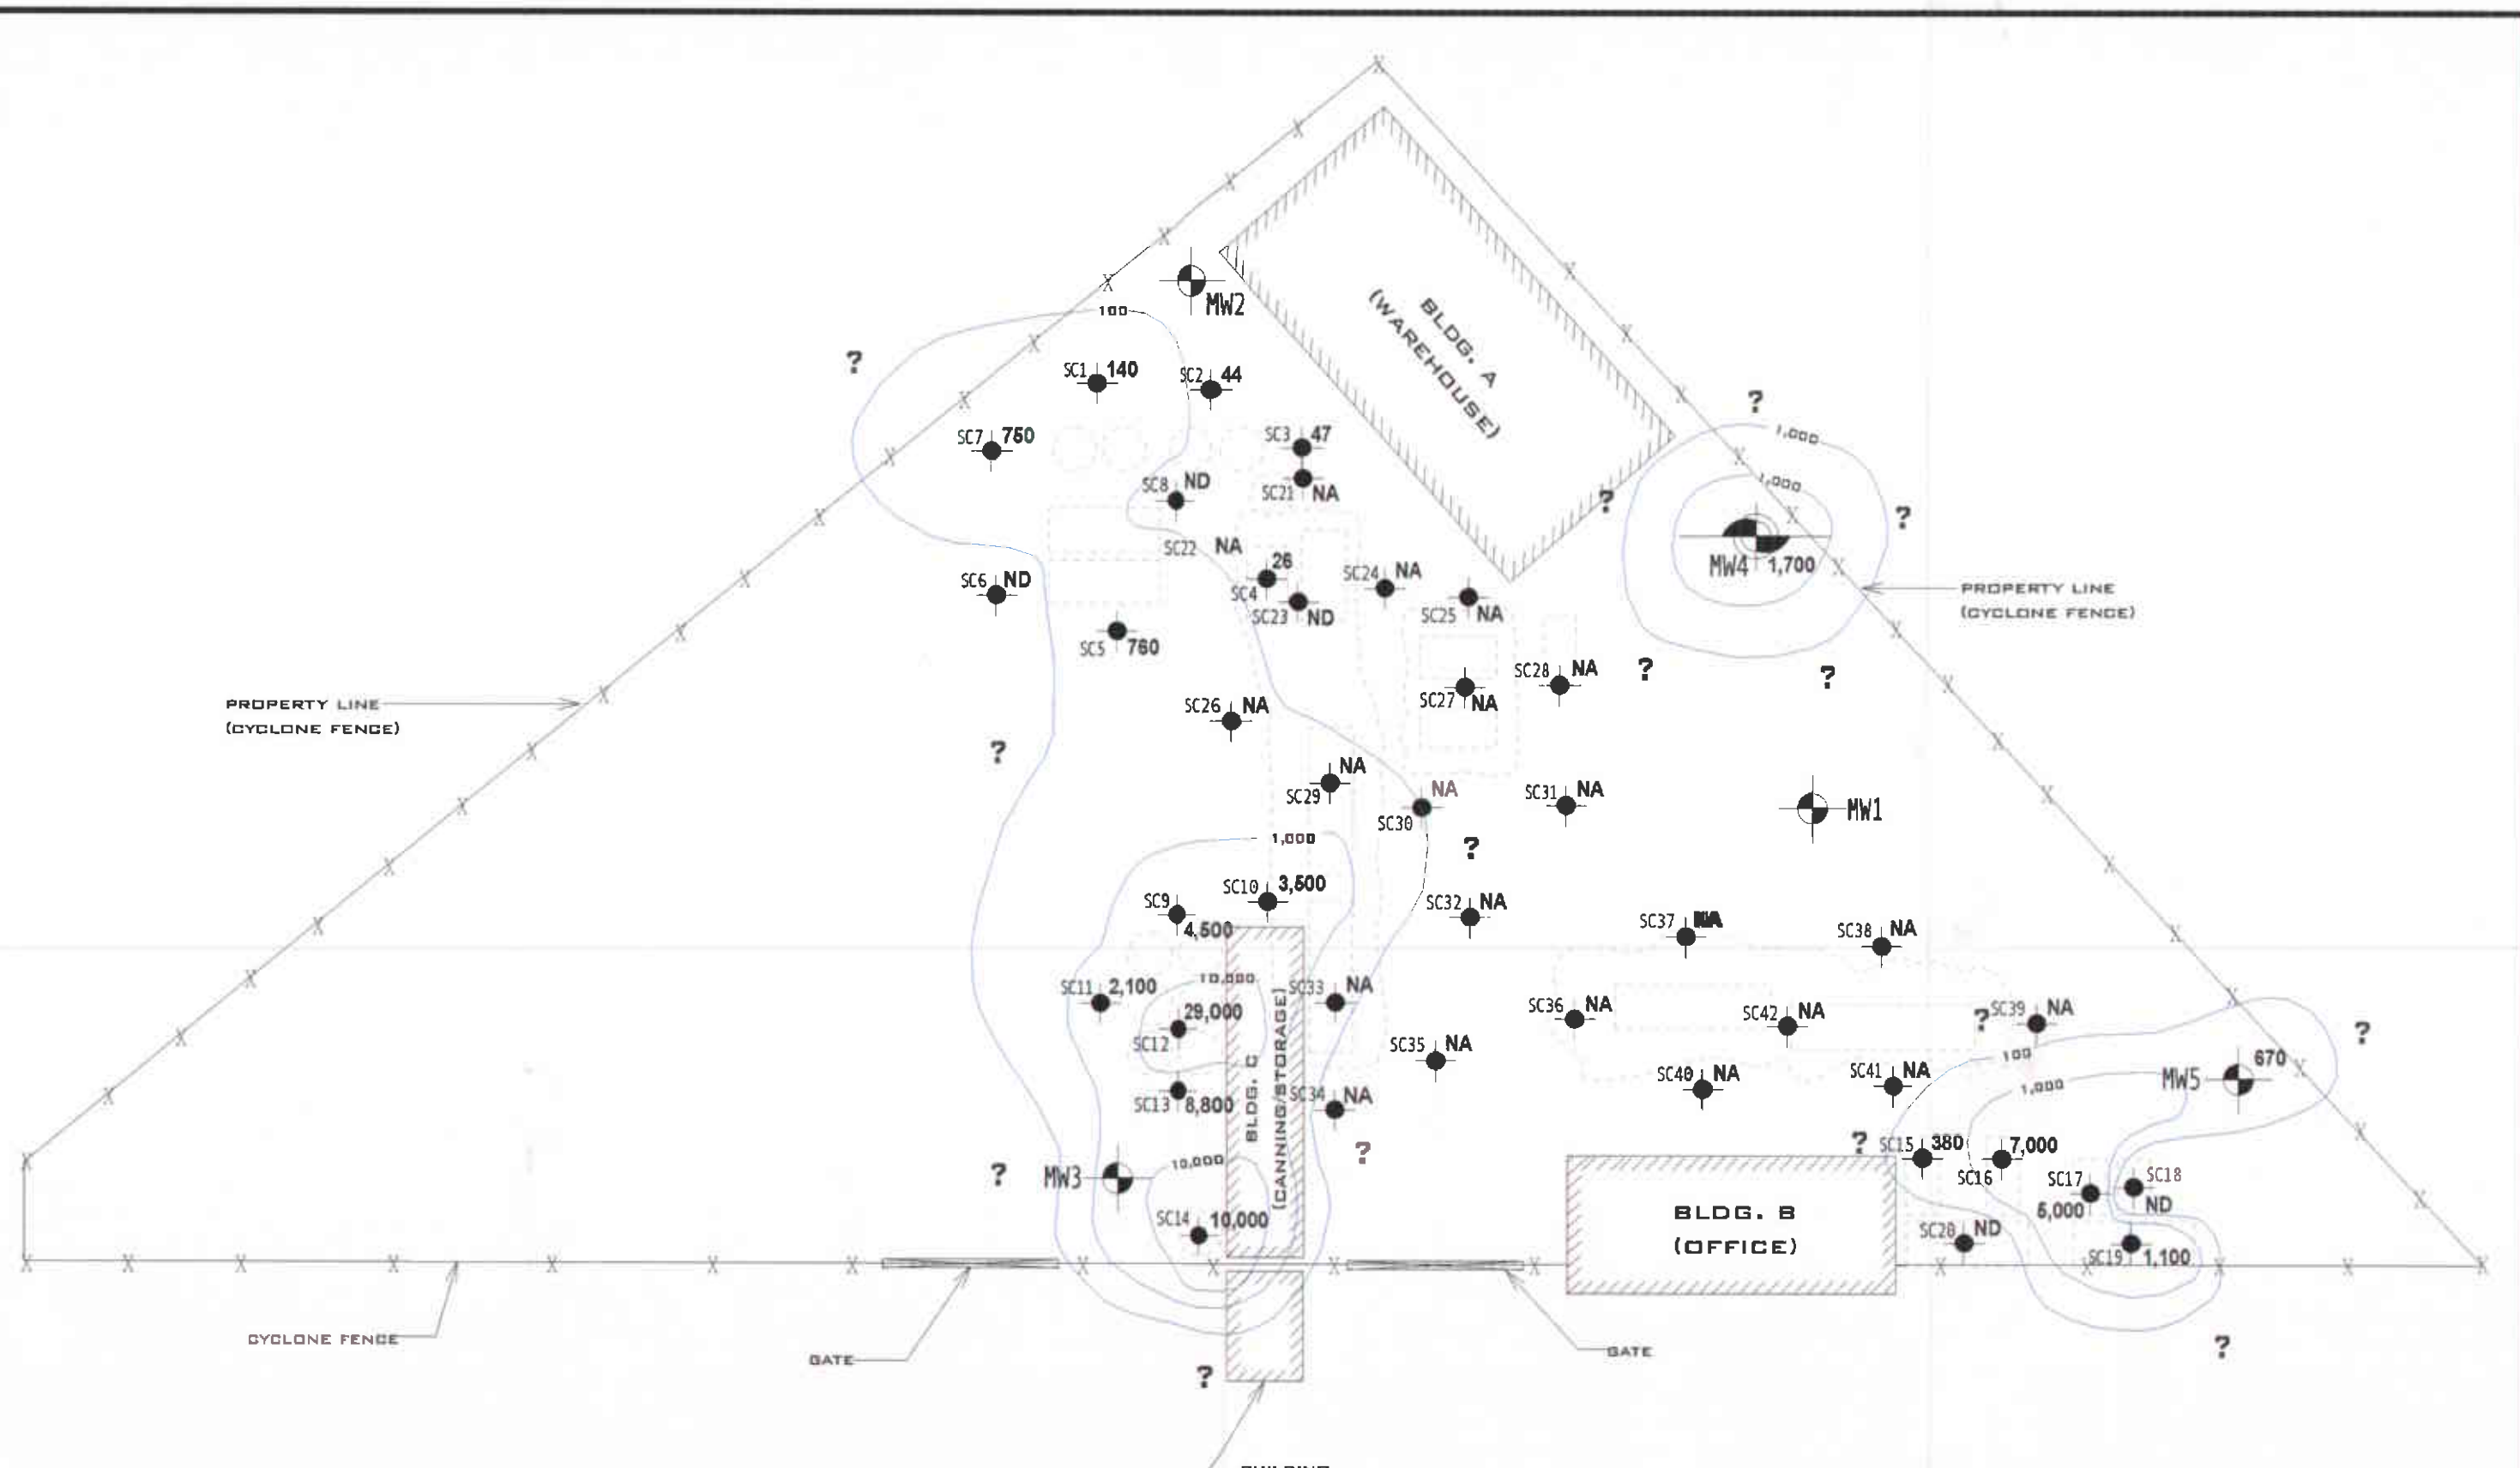 MW2
100
?
SC1 140
SC2 44
BLDG. A
(WAREHOUSE)
SC7 750
SC3 47
?
1,000
SC8 ND
SC21 NA
1,000
?
?
SC22 NA
MW4 1,700
SC6 ND
26
SC4
SC24 NA
SC23 ND
SC25 NA
PROPERTY LINE
(CYCLONE FENCE)
SC5 760
SC28 NA
?
?
PROPERTY LINE
(CYCLONE FENCE)
SC26 NA
SC27 NA
?
NA
SC29
NA
SC30
SC31 NA
MW1
1,000
?
SC10 3,500
SC9
4,500
SC32 NA
SC37 NA
SC38 NA
10,000
SC11 2,100
SC33 NA
29,000
SC12
SC36 NA
SC42 NA
?
SC39 NA
?
BLDG. C
(CANNING/STORAGE)
SC35 NA
100
670
MW5
SC40 NA
SC41 NA
1,000
SC13 8,800
SC34 NA
?
10,000
MW3
?
?
SC15 380
7,000
SC16
SC17
5,000
SC18
ND
SC14 10,000
BLDG. B
(OFFICE)
SC20 ND
SC19 1,100
CYCLONE FENCE
GATE
GATE
?
?